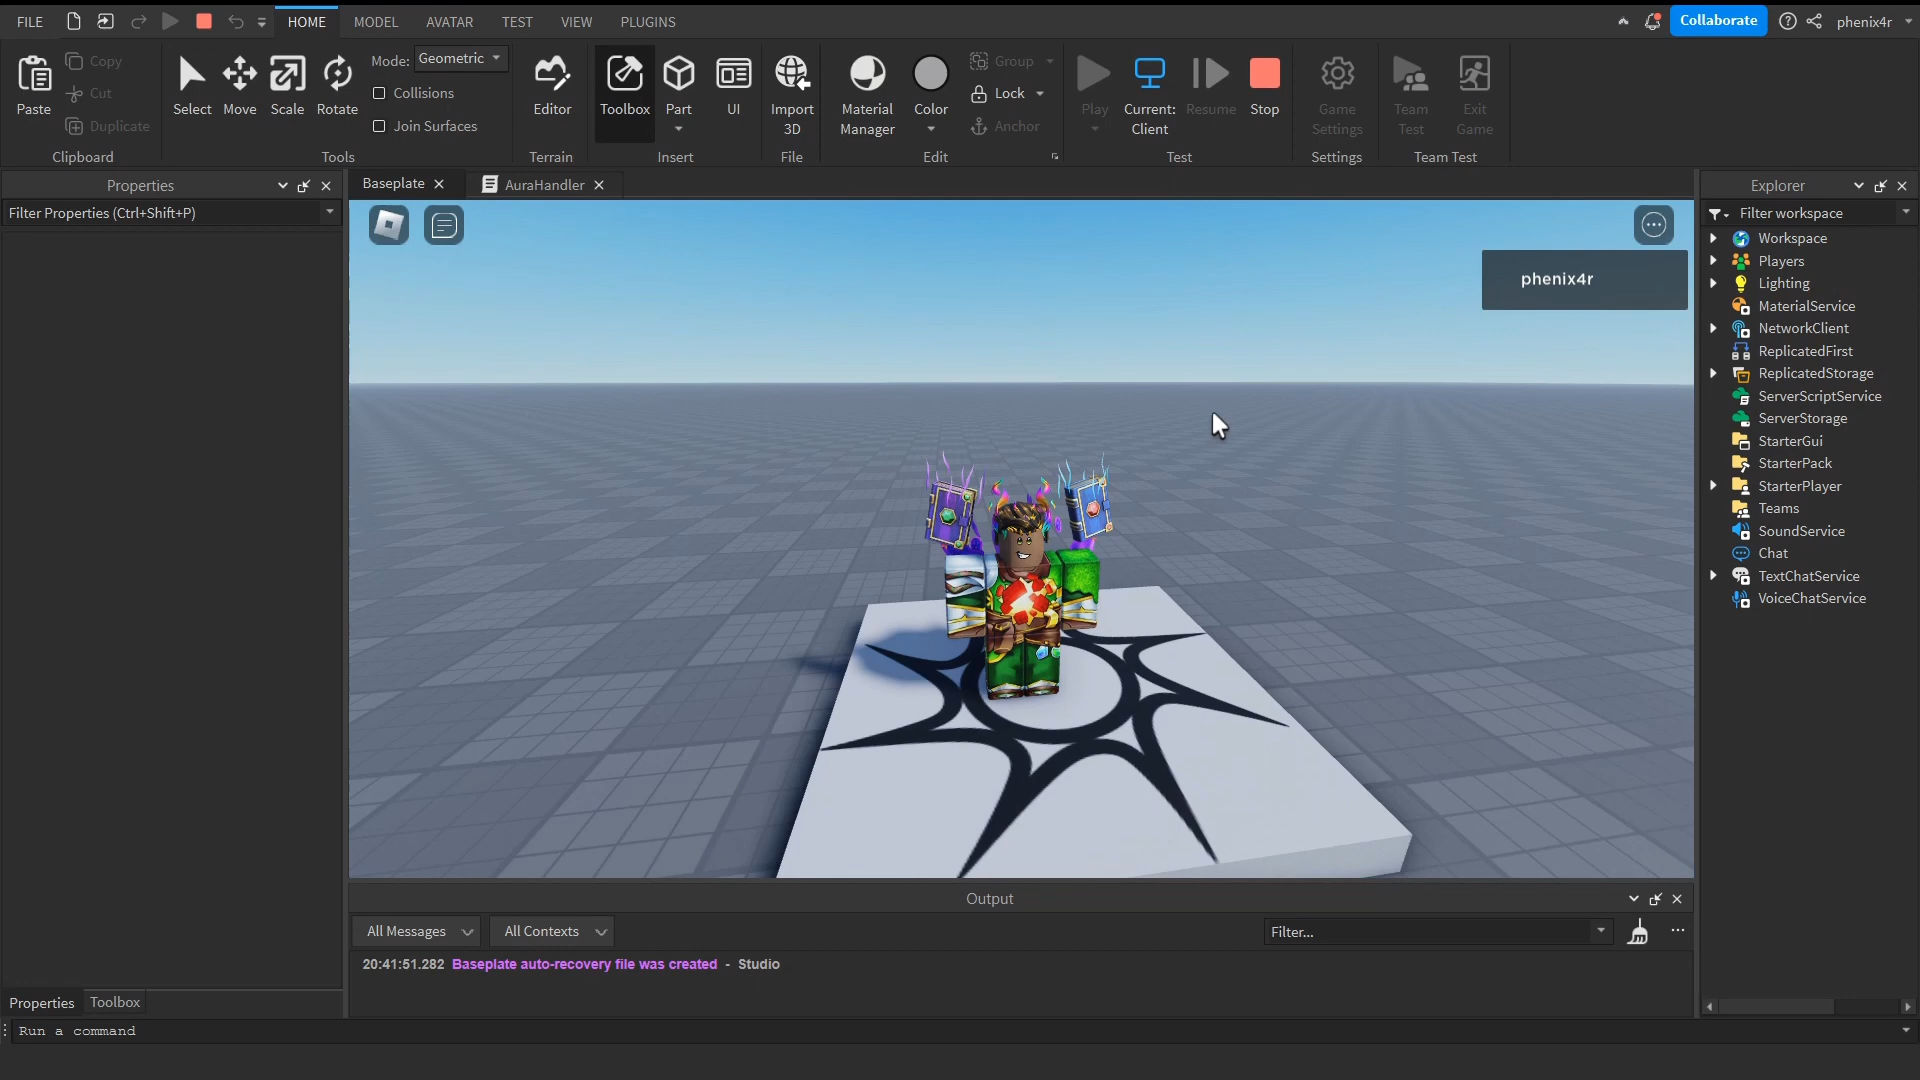 FILE
HOME
MODEL
AVATAR
TEST
VIEW
PLUGINS
Collaborate
phenix4r
Paste
Copy
Cut
Duplicate
Clipboard
Select
Move
Scale
Rotate
Mode:
Geometric
Collisions
Join Surfaces
Tools
Editor
Terrain
Toolbox
Part
UI
Insert
Import
3D
File
Material
Manager
Color
Group
Lock
Anchor
Edit
Play
Current:
Client
Resume
Stop
Test
Game
Settings
Settings
Team
Test
Exit
Game
Team Test
Properties
Filter Properties (Ctrl+Shift+P)
Baseplate
AuraHandler
phenix4r
Explorer
Filter workspace
Workspace
Players
Lighting
MaterialService
NetworkClient
ReplicatedFirst
ReplicatedStorage
ServerScriptService
ServerStorage
StarterGui
StarterPack
StarterPlayer
Teams
SoundService
Chat
TextChatService
VoiceChatService
Output
All Messages
All Contexts
Filter...
20:41:51.282 Baseplate auto-recovery file was created - Studio
Properties
Toolbox
Run a command